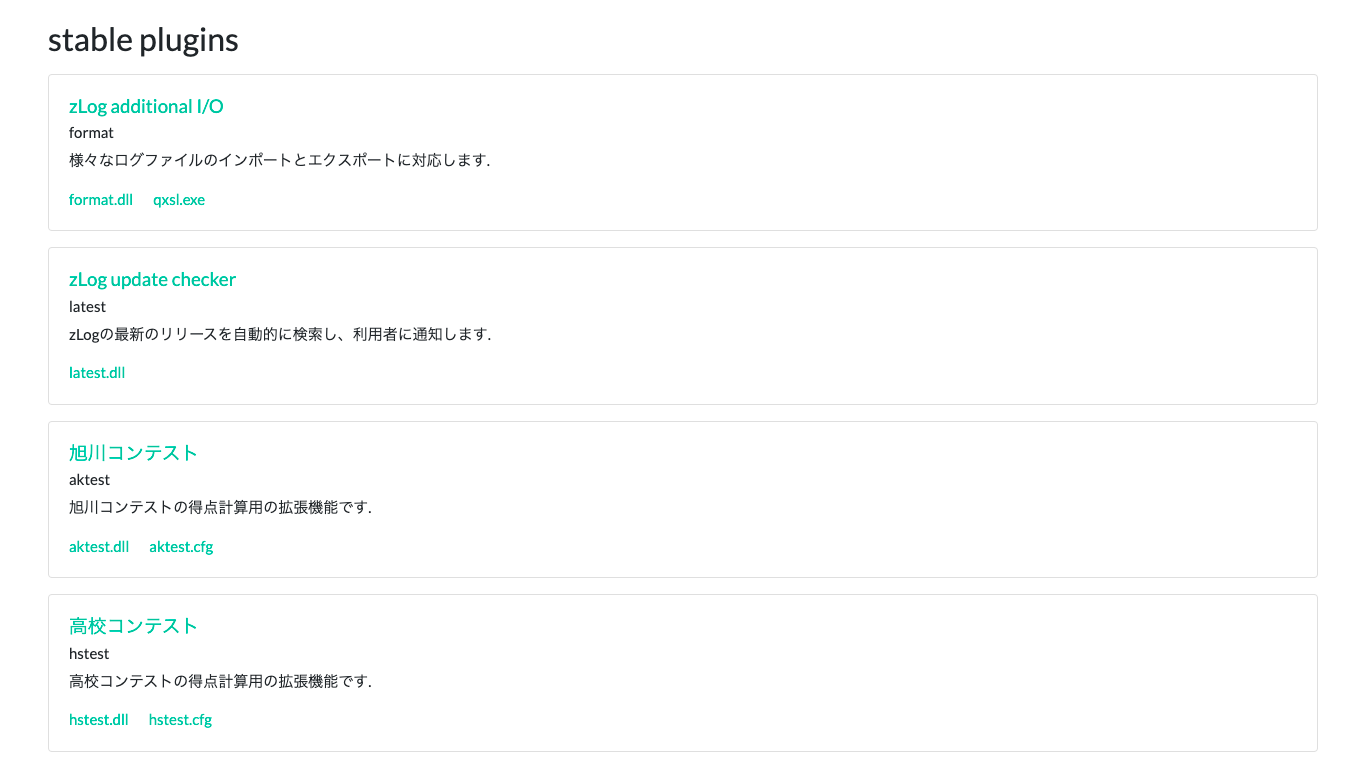 stable plugins
zLog additional I/O
format
様々なログファイルのインポートとエクスポートに対応します.
format.dll qxsl.exe
zLog update checker
latest
zLogの最新のリリースを自動的に検索し、利用者に通知します.
latest.dll
旭川コンテスト
aktest
旭川コンテストの得点計算用の拡張機能です.
aktest.dll aktest.cfg
高校コンテスト
hstest
高校コンテストの得点計算用の拡張機能です.
hstest.dll hstest.cfg